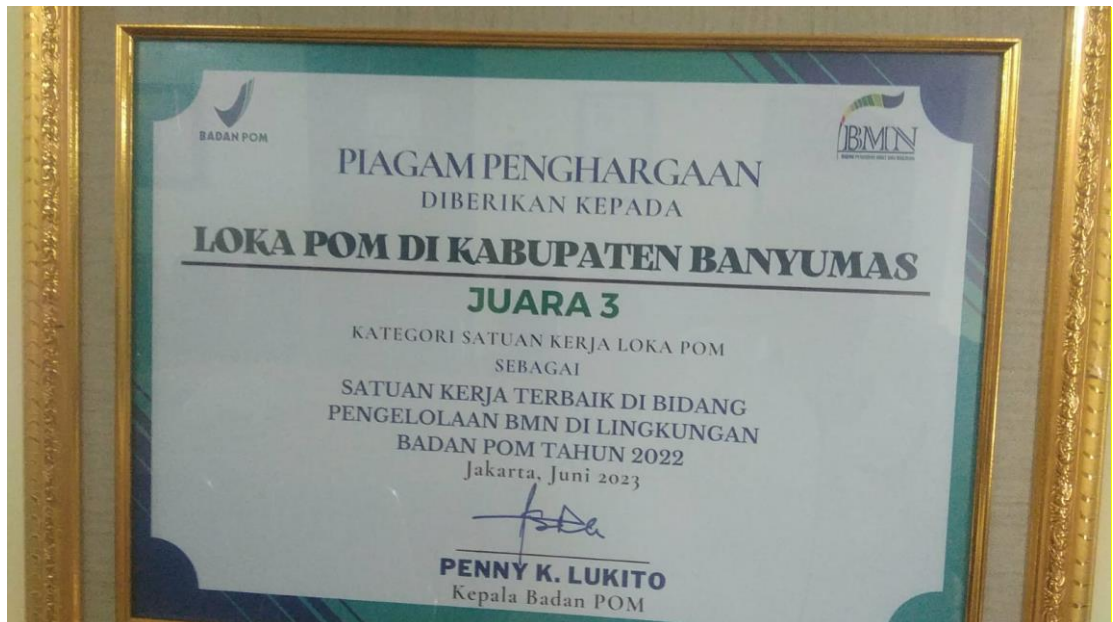 BADAN POM
BMN
PIAGAM PENGHARGAAN
DIBERIKAN KEPADA
LOKA POM DI KABUPATEN BANYUMAS
JUARA 3
KATEGORI SATUAN KERJA LOKA POM
SEBAGAI
SATUAN KERJA TERBAIK DI BIDANG
PENGELOLAAN BMN DI LINGKUNGAN
BADAN POM TAHUN 2022
Jakarta, Juni 2023
PENNY K. LUKITO
Kepala Badan POM